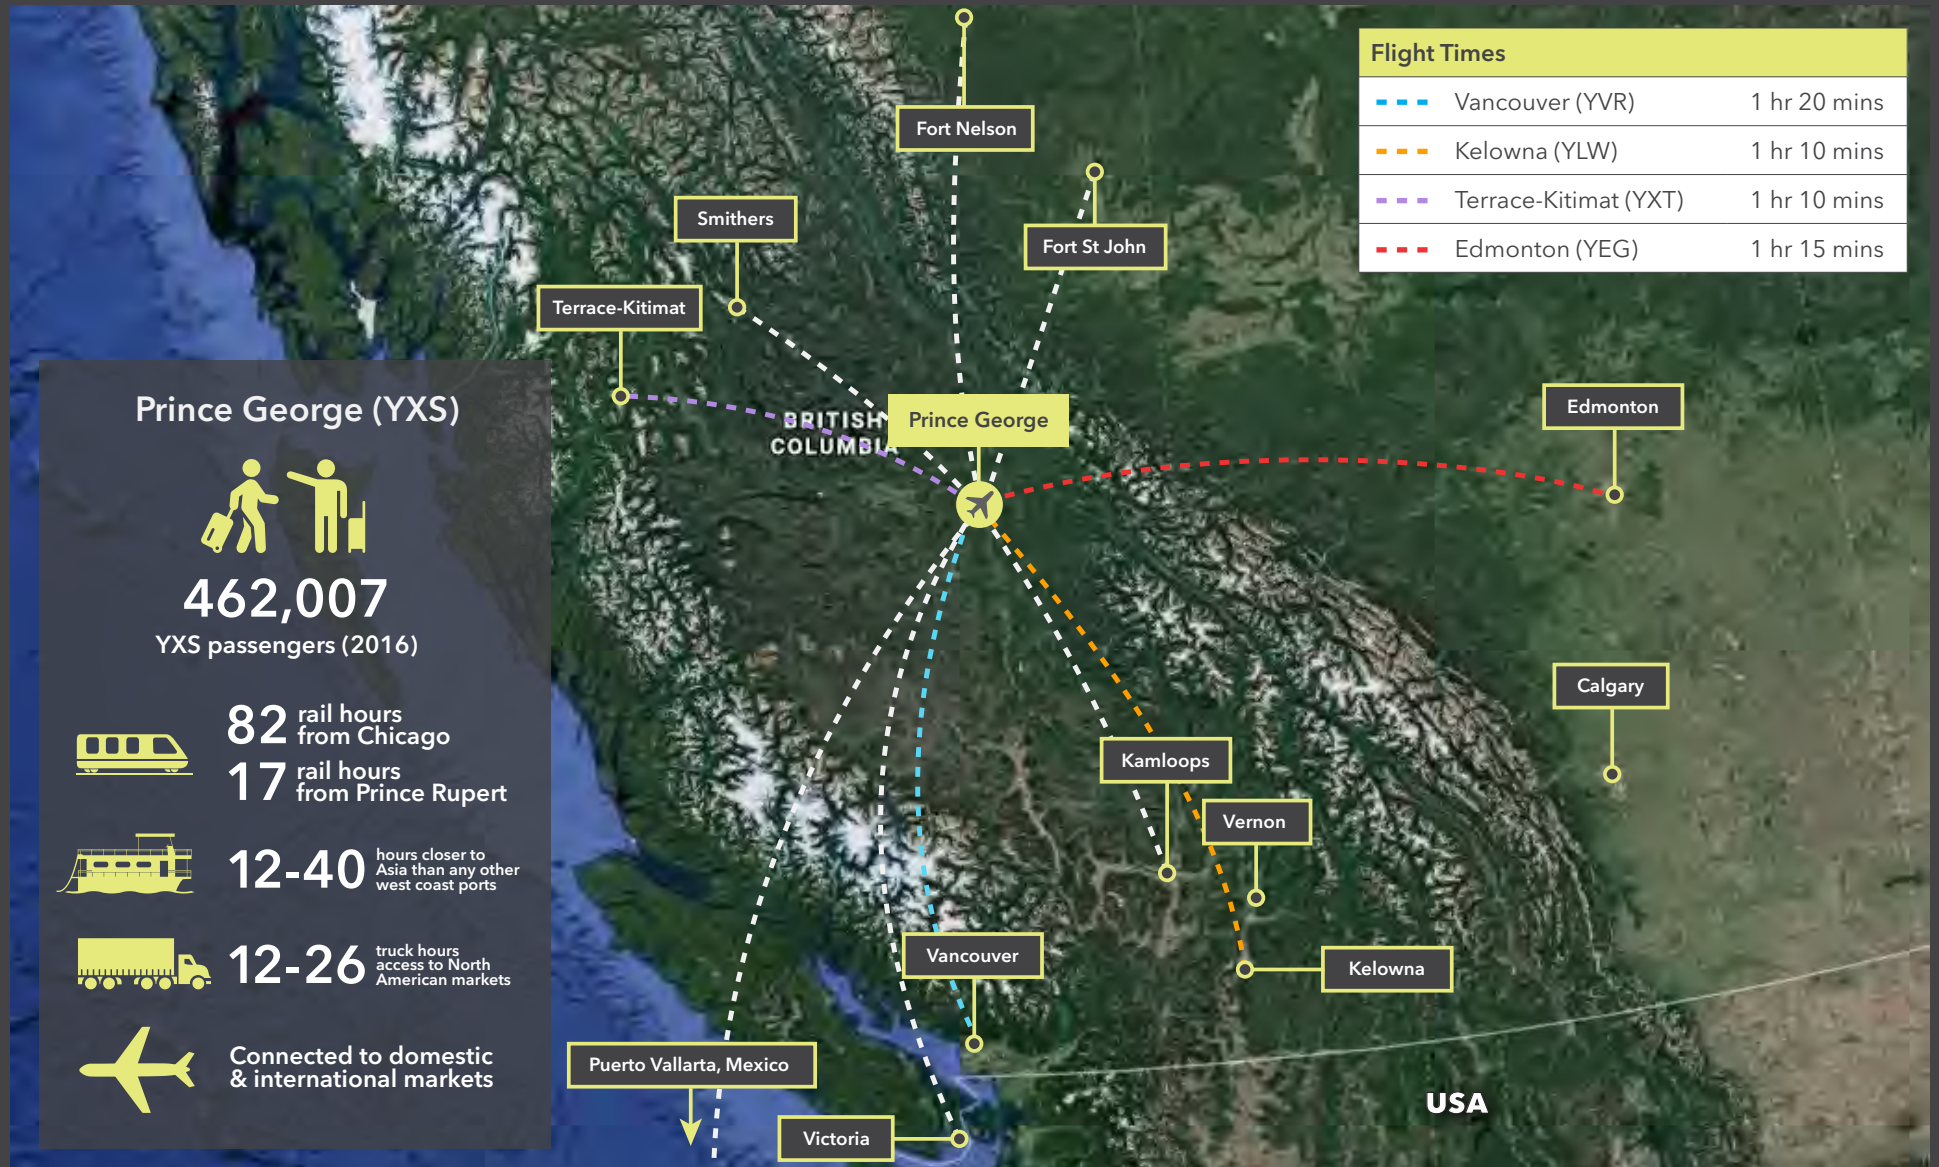 Flight Times
Vancouver (YVR) 1 hr 20 mins
Kelowna (YLW) 1 hr 10 mins
Terrace-Kitimat (YXT) 1 hr 10 mins
Edmonton (YEG) 1 hr 15 mins
Fort Nelson
Smithers
Fort St John
Terrace-Kitimat
BRITISH
COLUMBIA
Prince George
Edmonton
Calgary
Kamloops
Vernon
Vancouver
Kelowna
Puerto Vallarta, Mexico
Victoria
USA
Prince George (YXS)
462,007
YXS passengers (2016)
82 rail hours
from Chicago
17 rail hours
from Prince Rupert
12-40 hours closer to
Asia than any other
west coast ports
12-26 truck hours
access to North
American markets
Connected to domestic
& international markets